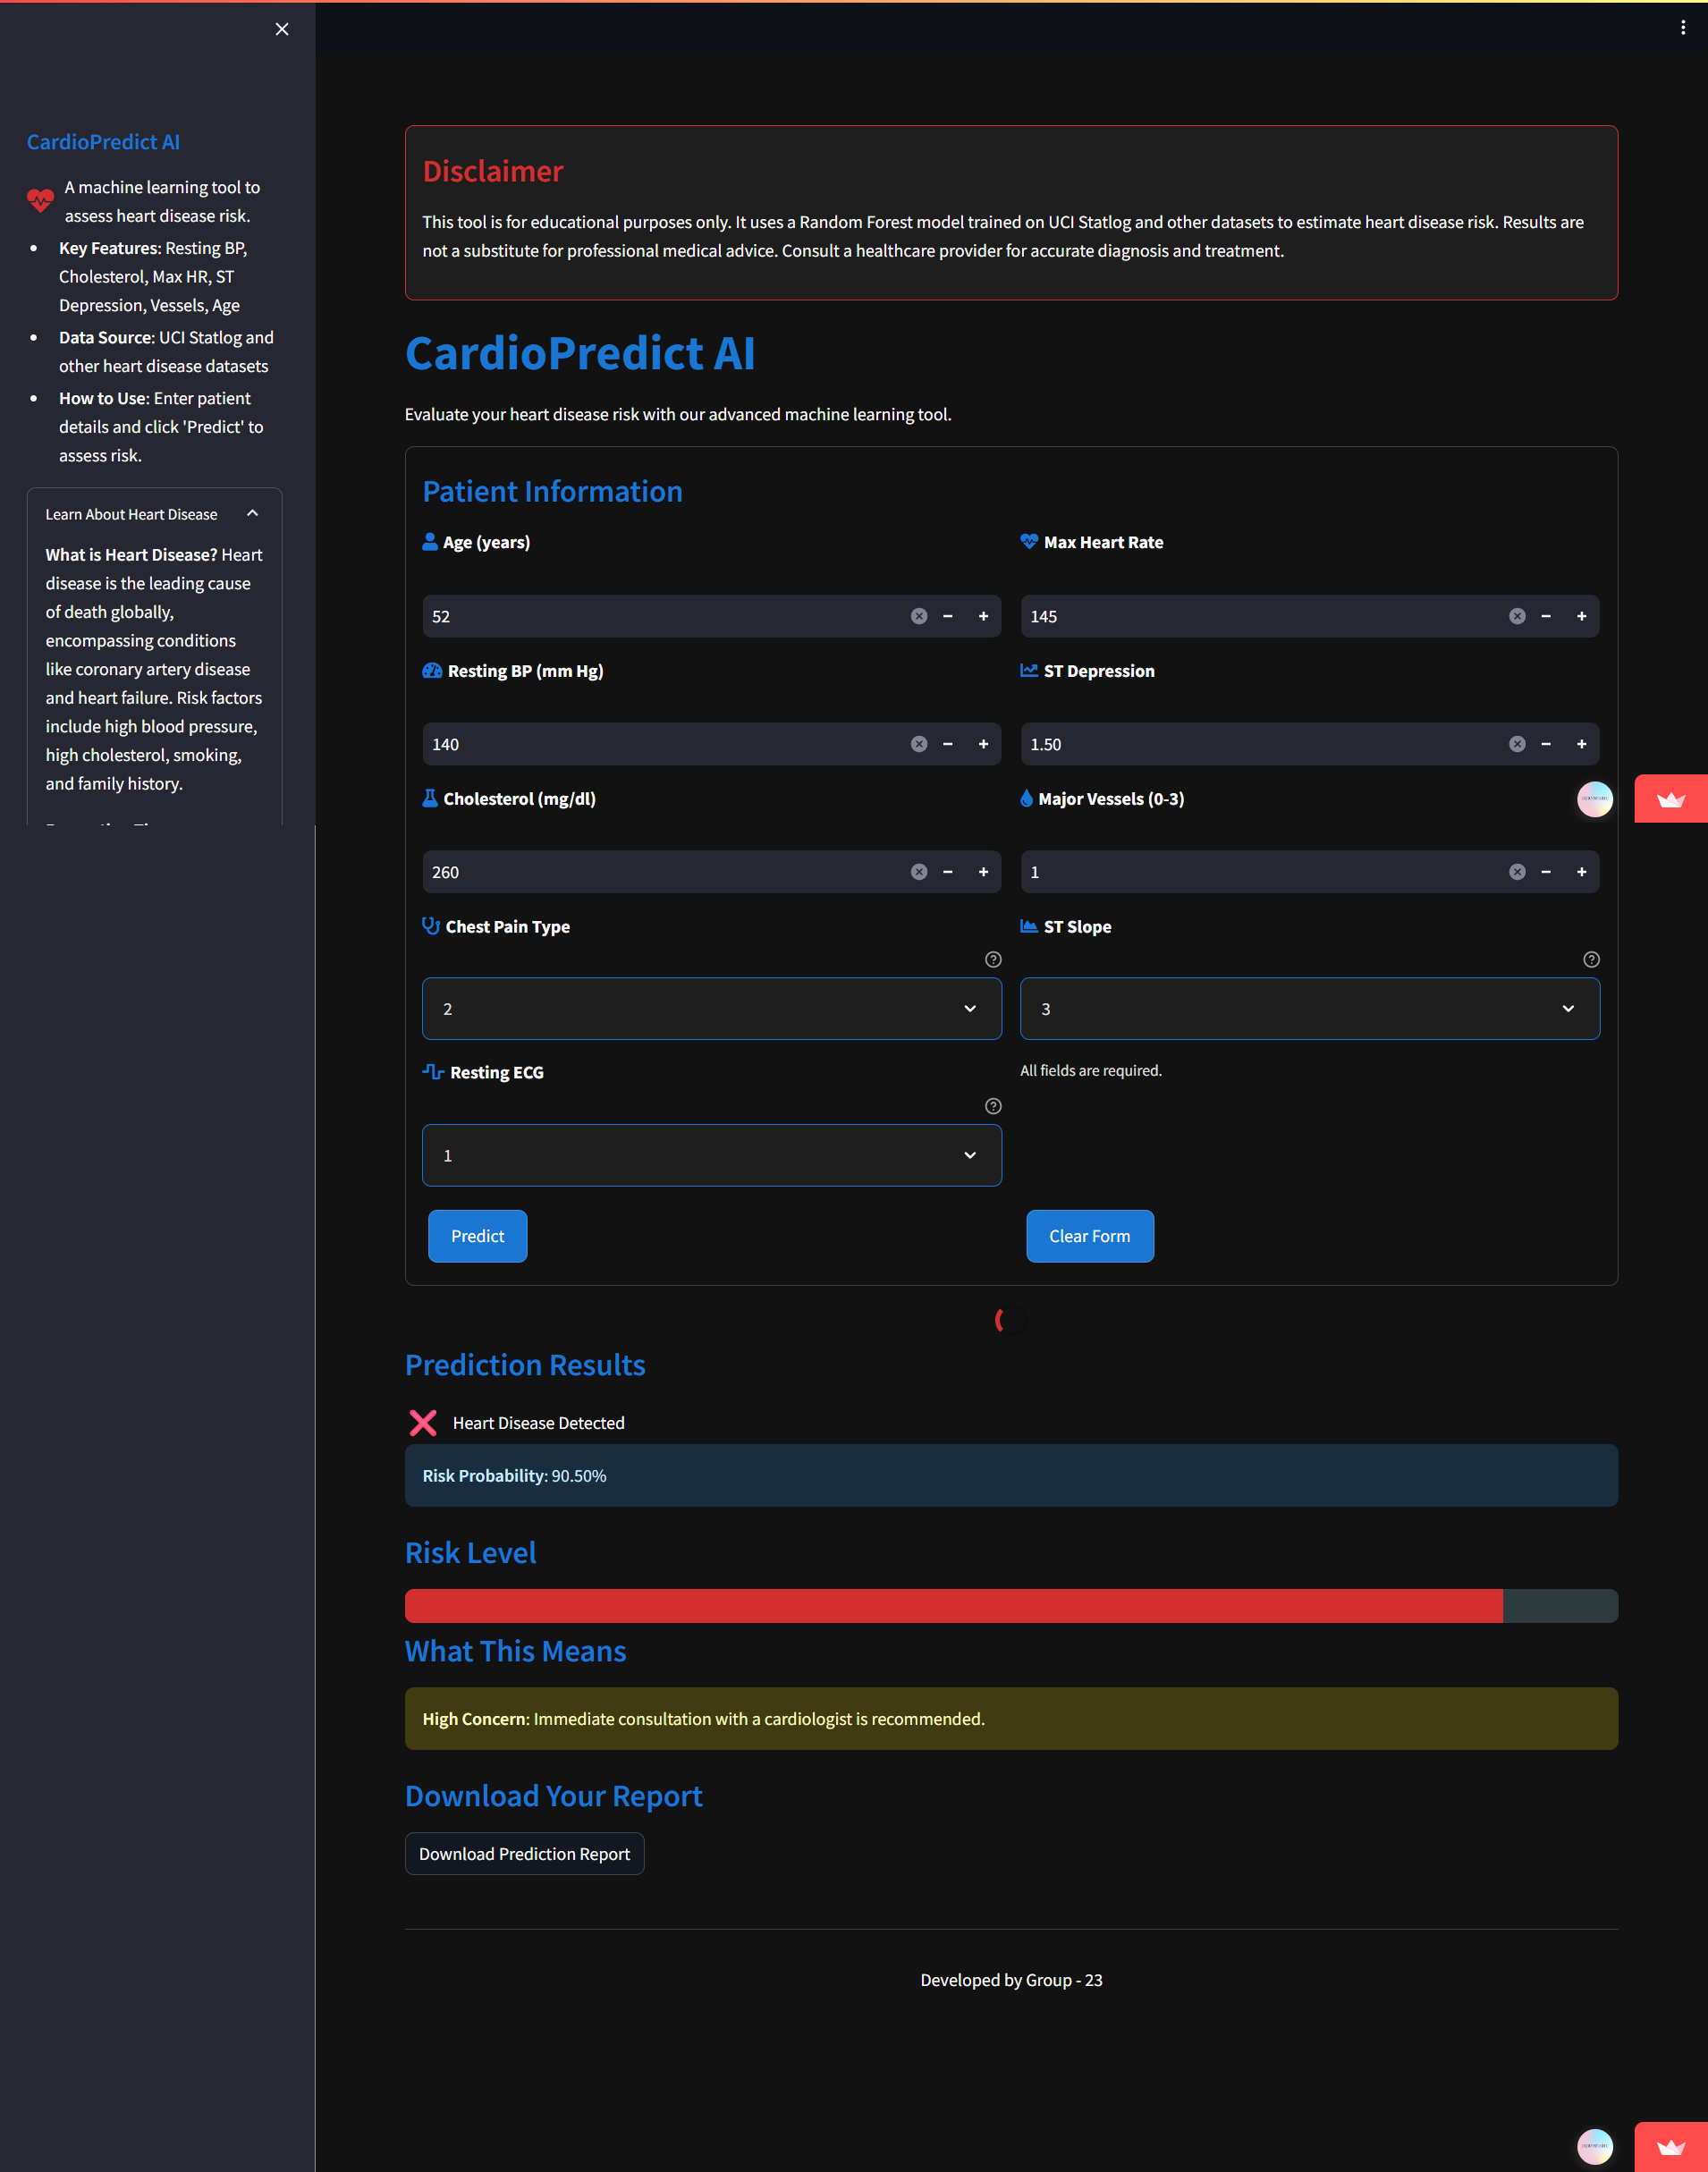 CardioPredict AI
A machine learning tool to
assess heart disease risk.
Key Features: Resting BP,
Cholesterol, Max HR, ST
Depression, Vessels, Age
Data Source: UCI Statlog and
other heart disease datasets
How to Use: Enter patient
details and click 'Predict' to
assess risk.
Learn About Heart Disease
What is Heart Disease? Heart
disease is the leading cause
of death globally,
encompassing conditions
like coronary artery disease
and heart failure. Risk factors
include high blood pressure,
high cholesterol, smoking,
and family history.
Disclaimer
This tool is for educational purposes only. It uses a Random Forest model trained on UCI Statlog and other datasets to estimate heart disease risk. Results are
not a substitute for professional medical advice. Consult a healthcare provider for accurate diagnosis and treatment.
CardioPredict AI
Evaluate your heart disease risk with our advanced machine learning tool.
Patient Information
Age (years)
52
Resting BP (mm Hg)
140
Cholesterol (mg/dl)
260
Chest Pain Type
2
Resting ECG
1
Predict
Max Heart Rate
145
ST Depression
1.50
Major Vessels (0-3)
1
ST Slope
3
All fields are required.
Clear Form
Prediction Results
Heart Disease Detected
Risk Probability: 90.50%
Risk Level
What This Means
High Concern: Immediate consultation with a cardiologist is recommended.
Download Your Report
Download Prediction Report
Developed by Group - 23